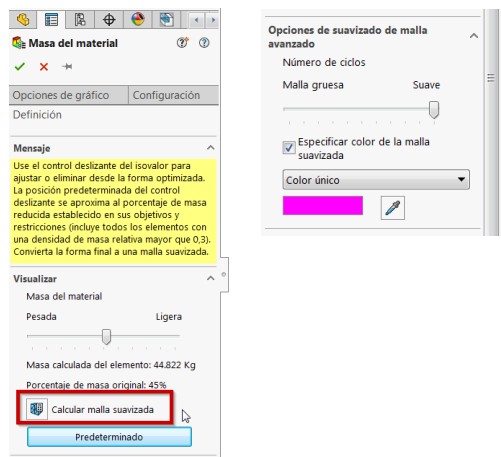 Masa del material
Opciones de gráfico
Configuración
Definición
Mensaje
Use el control deslizante del isovalor para
ajustar o eliminar desde la forma optimizada.
La posición predeterminada del control
deslizante se aproxima al porcentaje de masa
reducida establecido en sus objetivos y
restricciones (incluye todos los elementos con
una densidad de masa relativa mayor que 0,3).
Convierta la forma final a una malla suavizada.
Visualizar
Masa del material
Pesada Ligera
Masa calculada del elemento: 44.822 Kg
Porcentaje de masa original: 45%
Calcular malla suavizada
Predeterminado
Opciones de suavizado de malla
avanzado
Número de ciclos
Malla gruesa Suave
Especificar color de la malla
suavizada
Color único